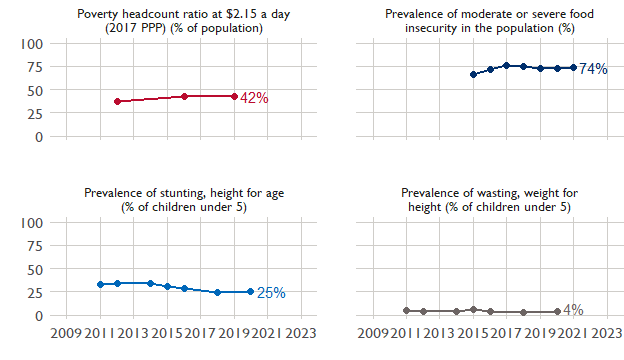 Poverty headcount ratio at $2.15 a day
(2017 PPP) (% of population)
100
75
50
25
0
42%
Prevalence of moderate or severe food
insecurity in the population (%)
74%
Prevalence of stunting, height for age
(% of children under 5)
100
75
50
25
0
25%
2009 2011 2013 2015 2017 2019 2021 2023
Prevalence of wasting, weight for
height (% of children under 5)
4%
2009 2011 2013 2015 2017 2019 2021 2023